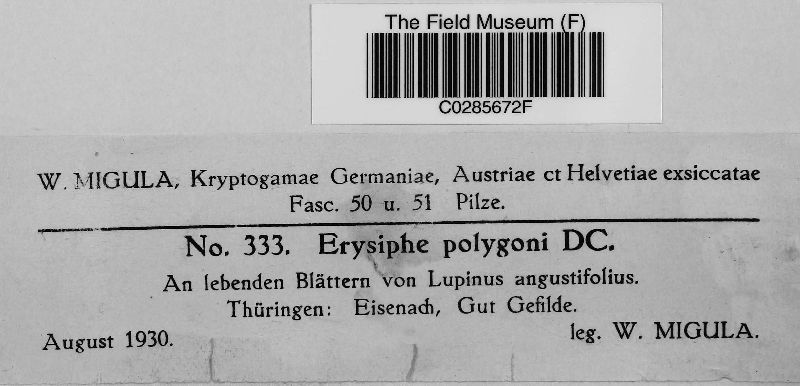 The Field Museum (F)
C0285672F
W. MIGULA, Kryptogamae Germaniae, Austriae et Helvetiae exsiccatae
Fasc. 50 u. 51 Pilze.
No. 333. Erysiphe polygoni DC.
An lebenden Blättern von Lupinus angustifolius.
Thüringen: Eisenach, Gut Gefilde.
August 1930. leg. W. MIGULA.